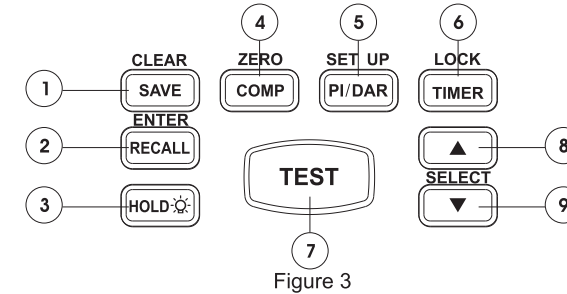 4 5 6
CLEAR ZERO SET UP LOCK
1 SAVE COMP PI/DAR TIMER
ENTER
2 RECALL ▲ 8
TEST SELECT
3 HOLD ▼ 9
7
Figure 3